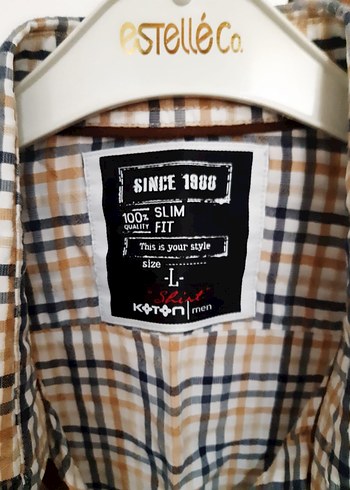 eSTELLÉ Co.
SINCE 1988
100% QUALITY
SLIM FIT
This is your style
size
-L-
"Shirt"
KOTON | men